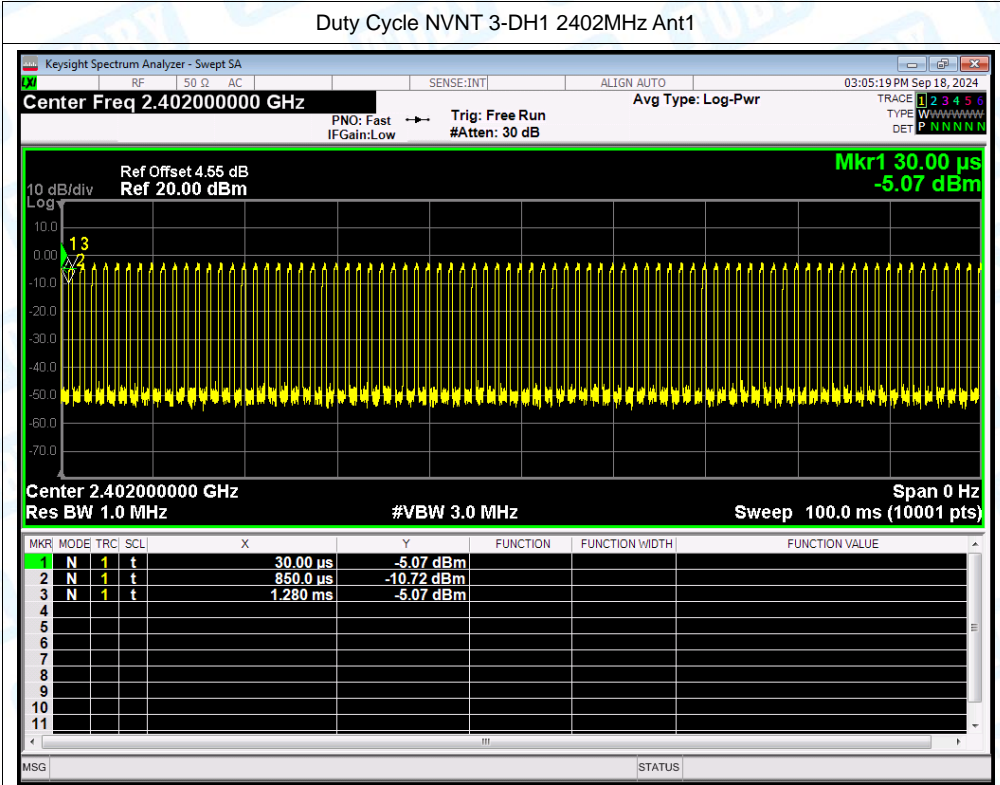 Duty Cycle NVNT 3-DH1 2402MHz Ant1
Keysight Spectrum Analyzer - Swept SA
LXI RF 50 Ω AC SENSE:INT ALIGN AUTO 03:05:19 PM Sep 18, 2024
Center Freq 2.402000000 GHz Avg Type: Log-Pwr TRACE 1 2 3 4 5 6
PNO: Fast Trig: Free Run TYPE WWWWWWW
IFGain:Low #Atten: 30 dB DET P N N N N N
Mkr1 30.00 µs
Ref Offset 4.55 dB
10 dB/div Ref 20.00 dBm -5.07 dBm
Log
10.0
0.00
-10.0
-20.0
-30.0
-40.0
-50.0
-60.0
-70.0
1 3
2
Center 2.402000000 GHz Span 0 Hz
Res BW 1.0 MHz #VBW 3.0 MHz Sweep 100.0 ms (10001 pts)
MKR MODE TRC SCL X Y FUNCTION FUNCTION WIDTH FUNCTION VALUE
1 N 1 t 30.00 µs -5.07 dBm
2 N 1 t 850.0 µs -10.72 dBm
3 N 1 t 1.280 ms -5.07 dBm
4
5
6
7
8
9
10
11
MSG STATUS